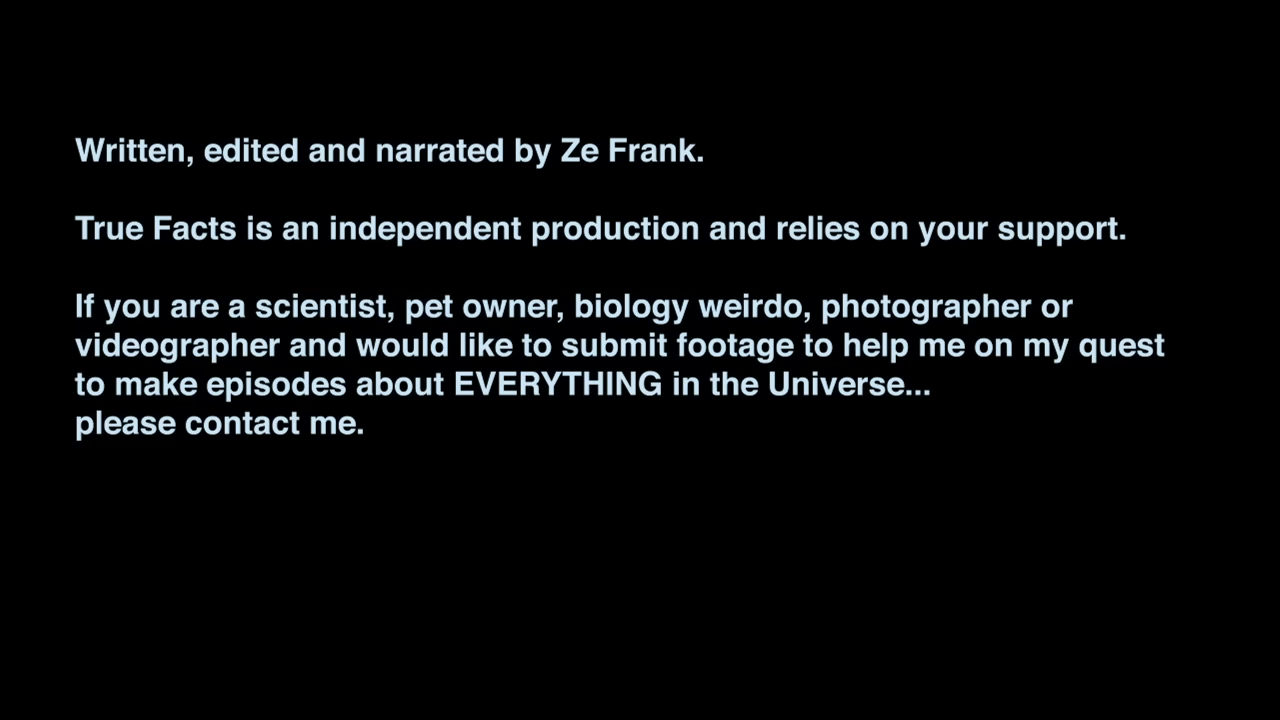 Written, edited and narrated by Ze Frank.
True Facts is an independent production and relies on your support.
If you are a scientist, pet owner, biology weirdo, photographer or
videographer and would like to submit footage to help me on my quest
to make episodes about EVERYTHING in the Universe...
please contact me.